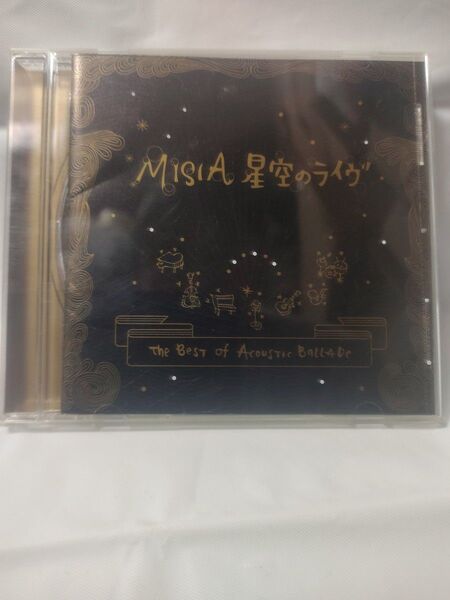 MISIA 星空のライヴ
The Best of Acoustic Ballade